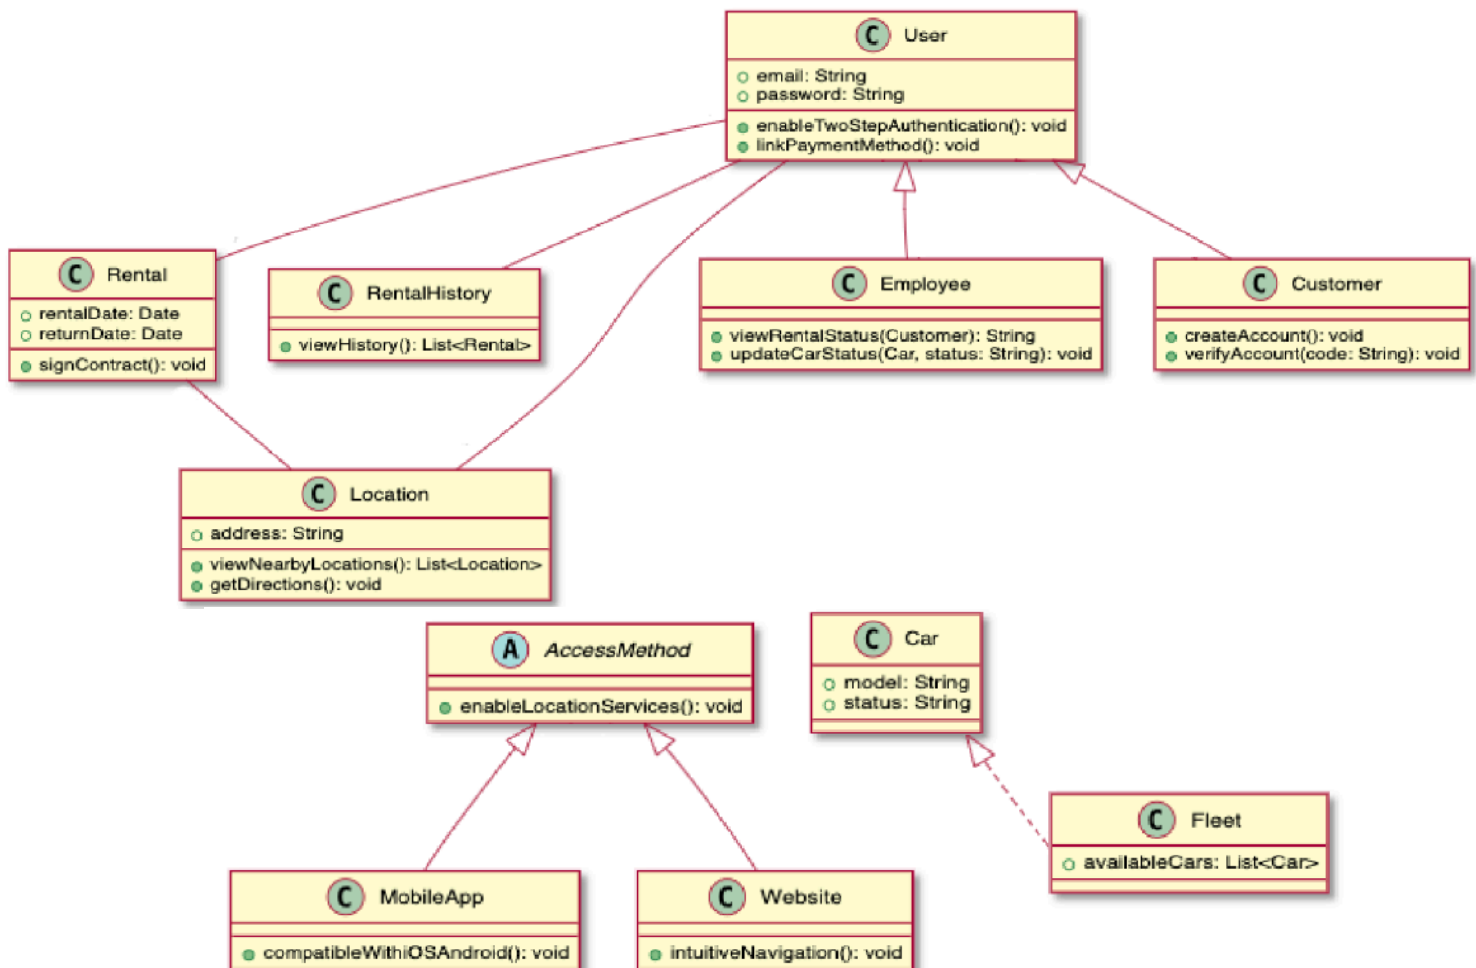 C User
email: String
password: String
enableTwoStepAuthentication(): void
linkPaymentMethod(): void
C Rental
rentalDate: Date
returnDate: Date
signContract(): void
C RentalHistory
viewHistory(): List<Rental>
C Employee
viewRentalStatus(Customer): String
updateCarStatus(Car, status: String): void
C Customer
createAccount(): void
verifyAccount(code: String): void
C Location
address: String
viewNearbyLocations(): List<Location>
getDirections(): void
A AccessMethod
enableLocationServices(): void
C Car
model: String
status: String
C Fleet
availableCars: List<Car>
C MobileApp
compatibleWithiOSAndroid(): void
C Website
intuitiveNavigation(): void